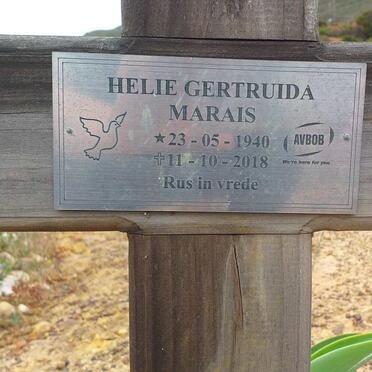 HELIE GERTRUIDA
MARAIS
★23 - 05 - 1940
✝11 - 10 - 2018
Rus in vrede
AVBOB
We're here for you